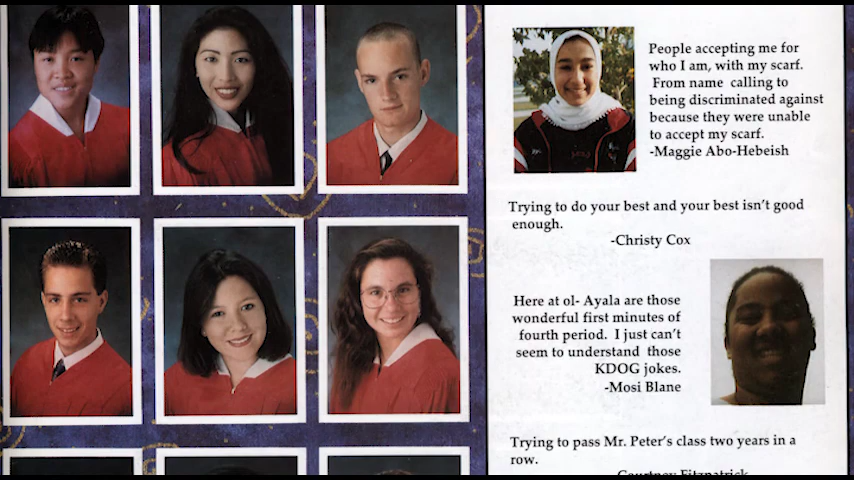 People accepting me for
who I am, with my scarf.
From name calling to
being discriminated against
because they were unable
to accept my scarf.
-Maggie Abo-Hebeish
Trying to do your best and your best isn't good
enough.
-Christy Cox
Here at ol- Ayala are those
wonderful first minutes of
fourth period. I just can't
seem to understand those
KDOG jokes.
-Mosi Blane
Trying to pass Mr. Peter's class two years in a
row.
Courtney Fitzpatrick